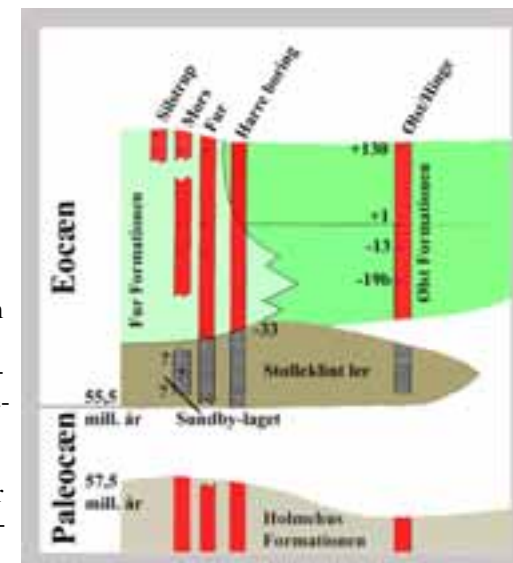 Silstrup
Mors
Fur
Harre boring
Ølst/Hinge
Eocæn
Fur Formationen
+130
+1
-13
-19b
-33
Ølst Formationen
Stolleklint ler
55,5
mill. år
Sundby-laget
Paleocæn
57,5
mill. år
Holmehus
Formationen